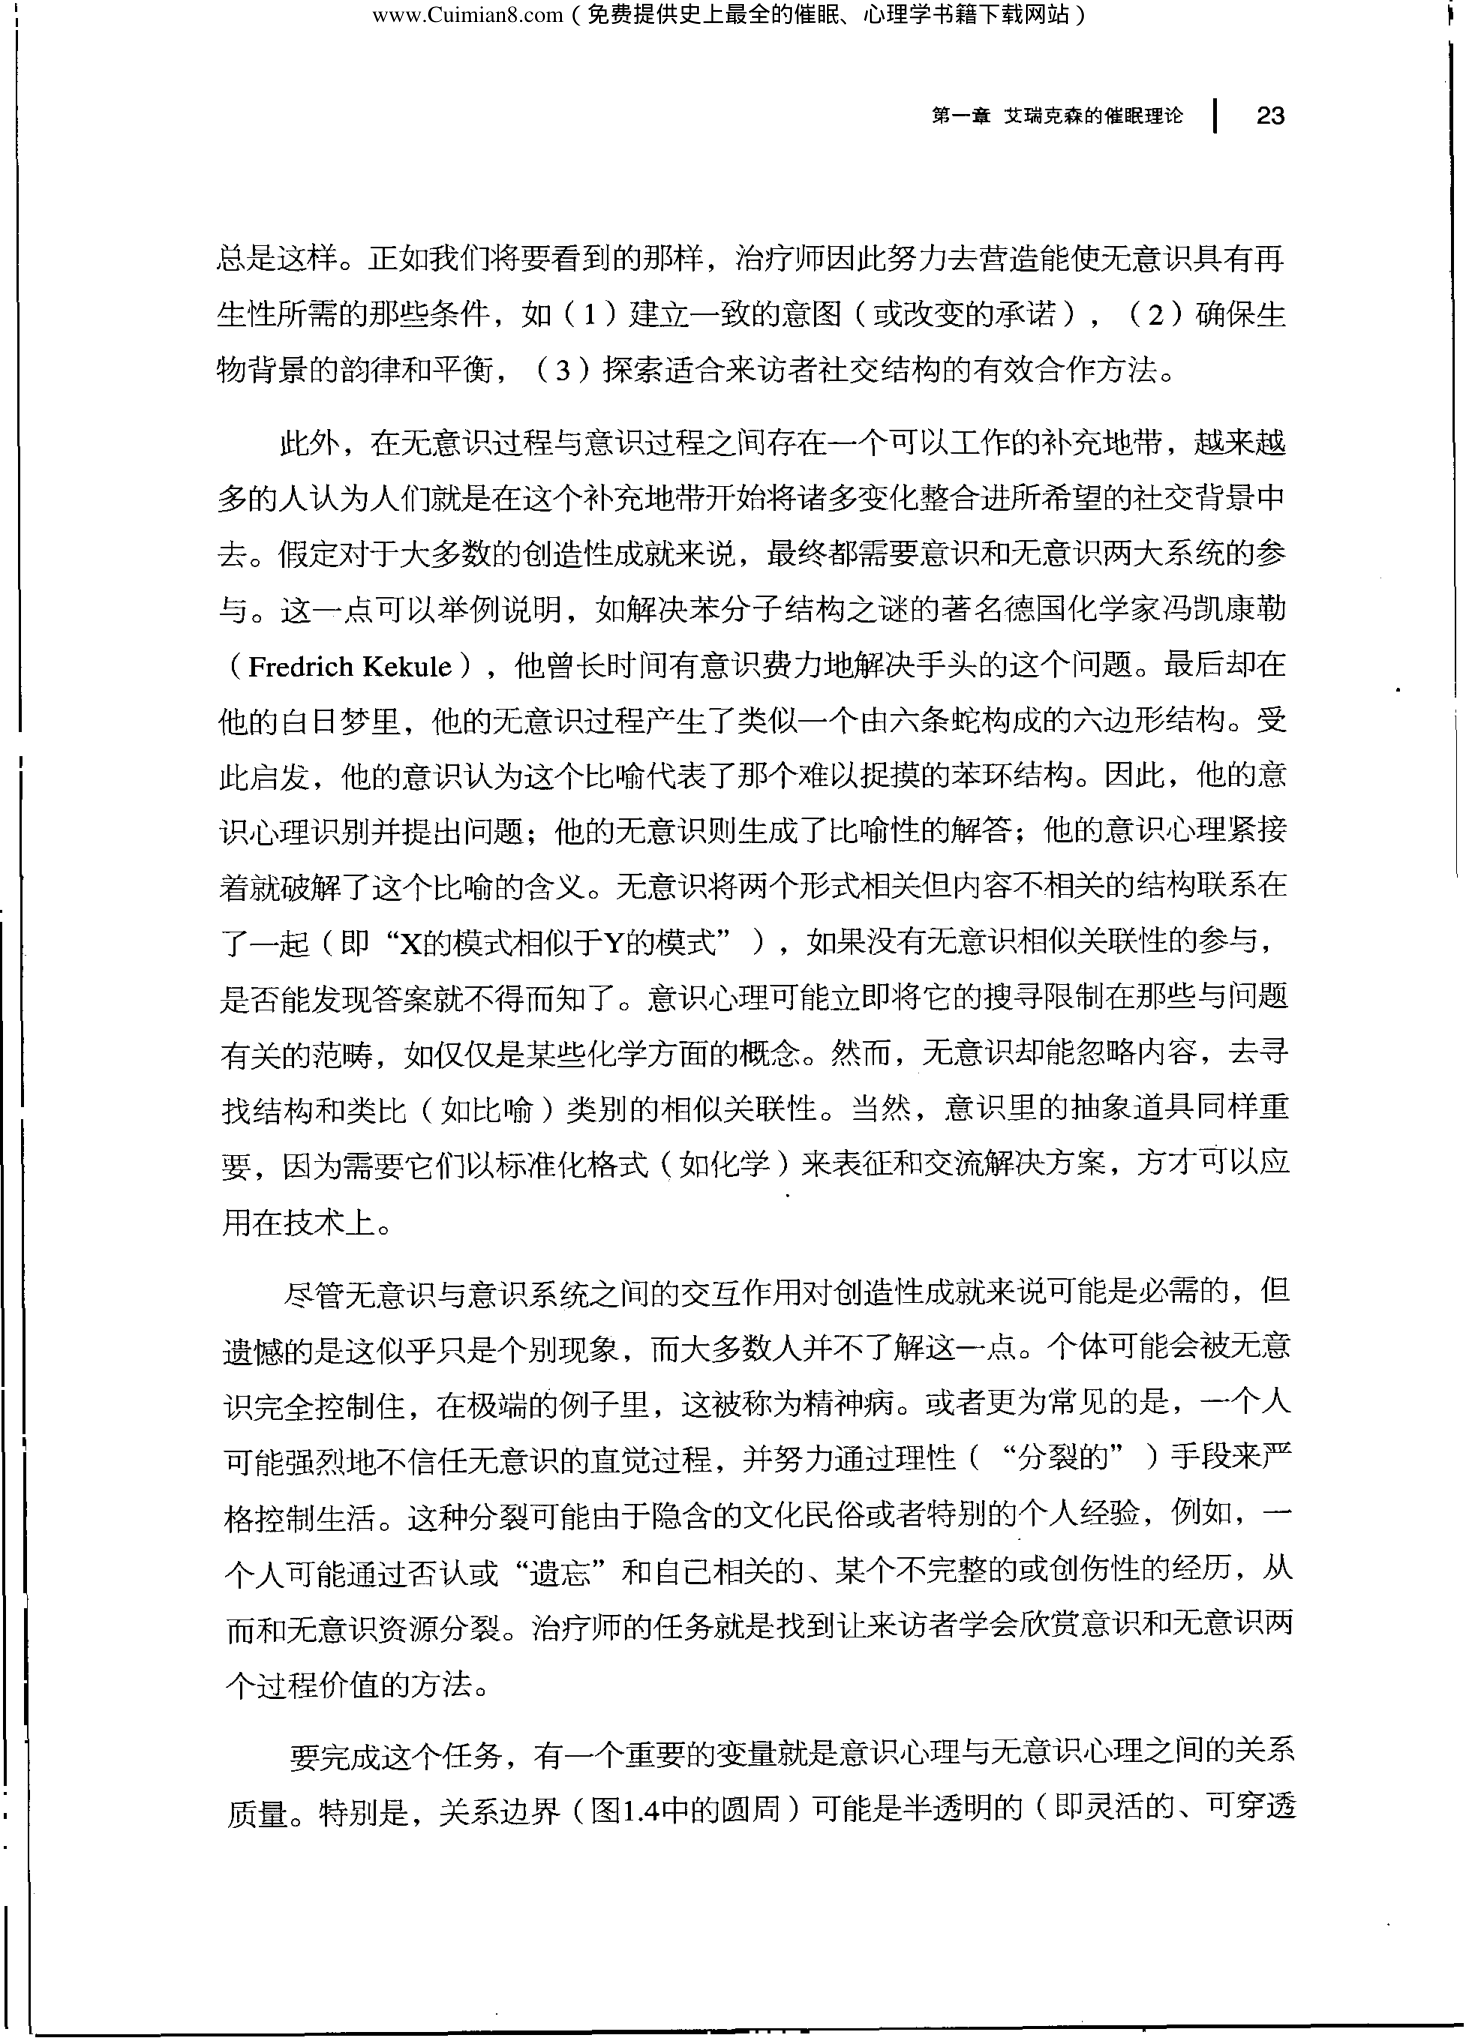 www.Cuimian8.com（免费提供史上最全的催眠、心理学书籍下载网站）
第一章 艾瑞克森的催眠理论 23
总是这样。正如我们将要看到的那样，治疗师因此努力去营造能使无意识具有再
生性所需的那些条件，如（1）建立一致的意图（或改变的承诺），（2）确保生
物背景的韵律和平衡，（3）探索适合来访者社交结构的有效合作方法。
此外，在无意识过程与意识过程之间存在一个可以工作的补充地带，越来越
多的人认为人们就是在这个补充地带开始将诸多变化整合进所希望的社交背景中
去。假定对于大多数的创造性成就来说，最终都需要意识和无意识两大系统的参
与。这一点可以举例说明，如解决苯分子结构之谜的著名德国化学家冯凯康勒
（Fredrich Kekule），他曾长时间有意识费力地解决手头的这个问题。最后却在
他的白日梦里，他的无意识过程产生了类似一个由六条蛇构成的六边形结构。受
此启发，他的意识认为这个比喻代表了那个难以捉摸的苯环结构。因此，他的意
识心理识别并提出问题；他的无意识则生成了比喻性的解答；他的意识心理紧接
着就破解了这个比喻的含义。无意识将两个形式相关但内容不相关的结构联系在
了一起（即“X的模式相似于Y的模式”），如果没有无意识相似关联性的参与，
是否能发现答案就不得而知了。意识心理可能立即将它的搜寻限制在那些与问题
有关的范畴，如仅仅是某些化学方面的概念。然而，无意识却能忽略内容，去寻
找结构和类比（如比喻）类别的相似关联性。当然，意识里的抽象道具同样重
要，因为需要它们以标准化格式（如化学）来表征和交流解决方案，方才可以应
用在技术上。
尽管无意识与意识系统之间的交互作用对创造性成就来说可能是必需的，但
遗憾的是这似乎只是个别现象，而大多数人并不了解这一点。个体可能会被无意
识完全控制住，在极端的例子里，这被称为精神病。或者更为常见的是，一个人
可能强烈地不信任无意识的直觉过程，并努力通过理性（“分裂的”）手段来严
格控制生活。这种分裂可能由于隐含的文化民俗或者特别的个人经验，例如，一
个人可能通过否认或“遗忘”和自己相关的、某个不完整的或创伤性的经历，从
而和无意识资源分裂。治疗师的任务就是找到让来访者学会欣赏意识和无意识两
个过程价值的方法。
要完成这个任务，有一个重要的变量就是意识心理与无意识心理之间的关系
质量。特别是，关系边界（图1.4中的圆周）可能是半透明的（即灵活的、可穿透